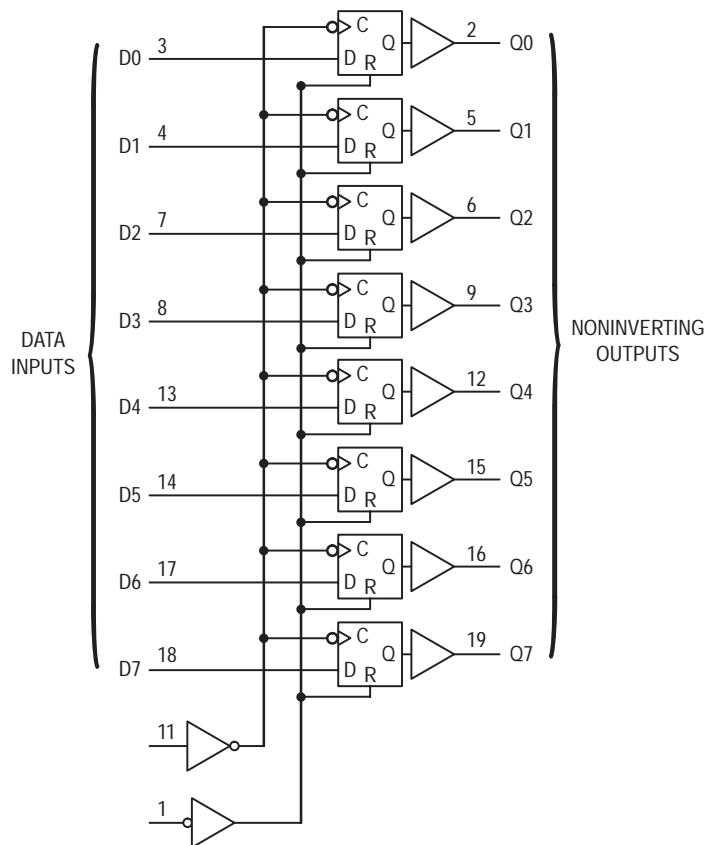 C
Q
D R
D0 3
2 Q0
C
Q
D R
D1 4
5 Q1
C
Q
D R
D2 7
6 Q2
C
Q
D R
D3 8
9 Q3
DATA
INPUTS
NONINVERTING
OUTPUTS
C
Q
D R
D4 13
12 Q4
C
Q
D R
D5 14
15 Q5
C
Q
D R
D6 17
16 Q6
C
Q
D R
D7 18
19 Q7
11
1